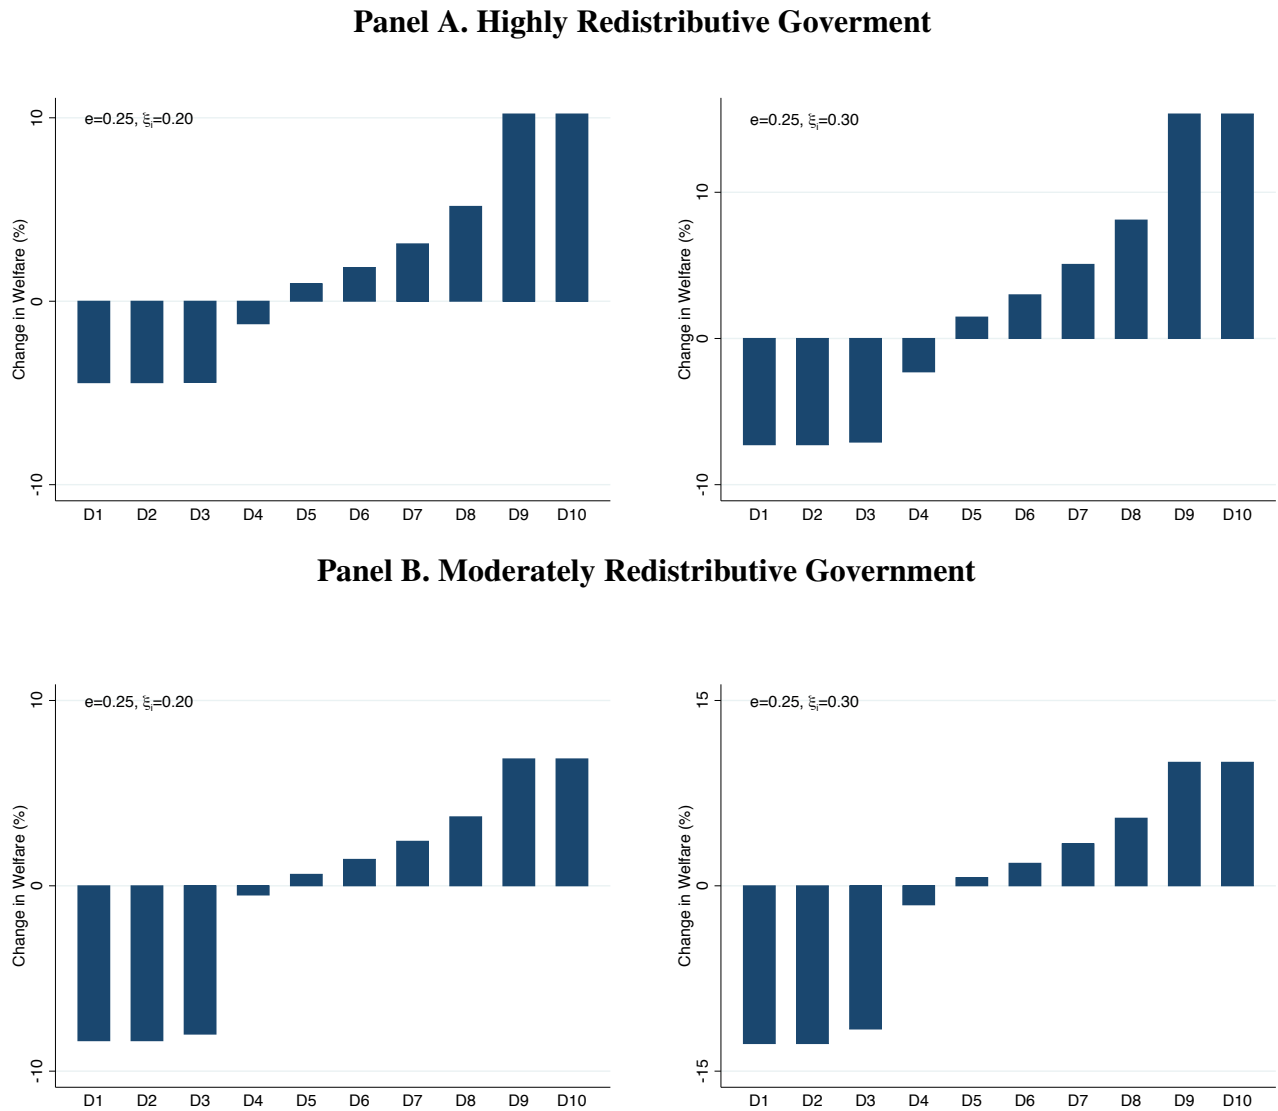 Panel A. Highly Redistributive Goverment
e=0.25, ξi=0.20
Change in Welfare (%)
10
0
-10
D1 D2 D3 D4 D5 D6 D7 D8 D9 D10
e=0.25, ξi=0.30
Change in Welfare (%)
10
0
-10
D1 D2 D3 D4 D5 D6 D7 D8 D9 D10
Panel B. Moderately Redistributive Government
e=0.25, ξi=0.20
Change in Welfare (%)
10
0
-10
D1 D2 D3 D4 D5 D6 D7 D8 D9 D10
e=0.25, ξi=0.30
Change in Welfare (%)
15
0
-15
D1 D2 D3 D4 D5 D6 D7 D8 D9 D10